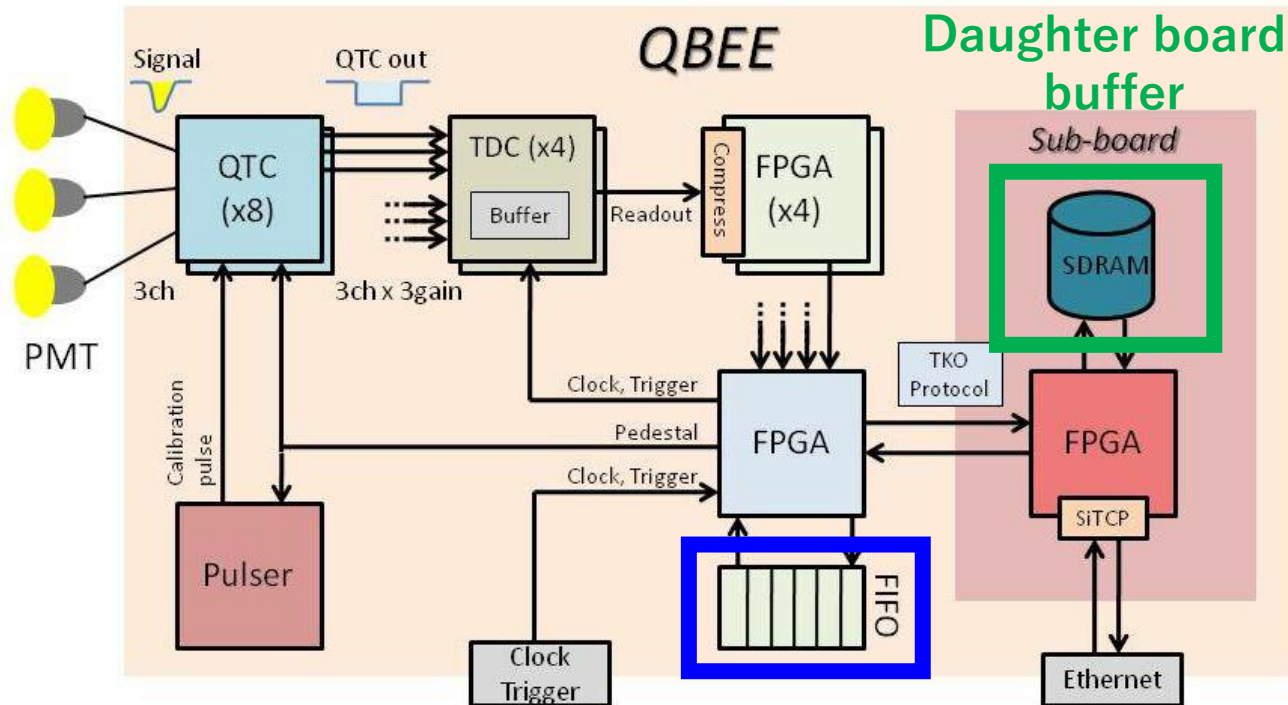 QBEE
Daughter board
buffer
Signal
QTC out
Sub-board
QTC
(x8)
TDC (x4)
Buffer
Readout
Compress
FPGA
(x4)
SDRAM
3ch
3ch x 3gain
PMT
TKO
Protocol
Clock, Trigger
Pedestal
Clock, Trigger
FPGA
FPGA
Calibration
pulse
SiTCP
Pulser
FIFO
Clock
Trigger
Ethernet